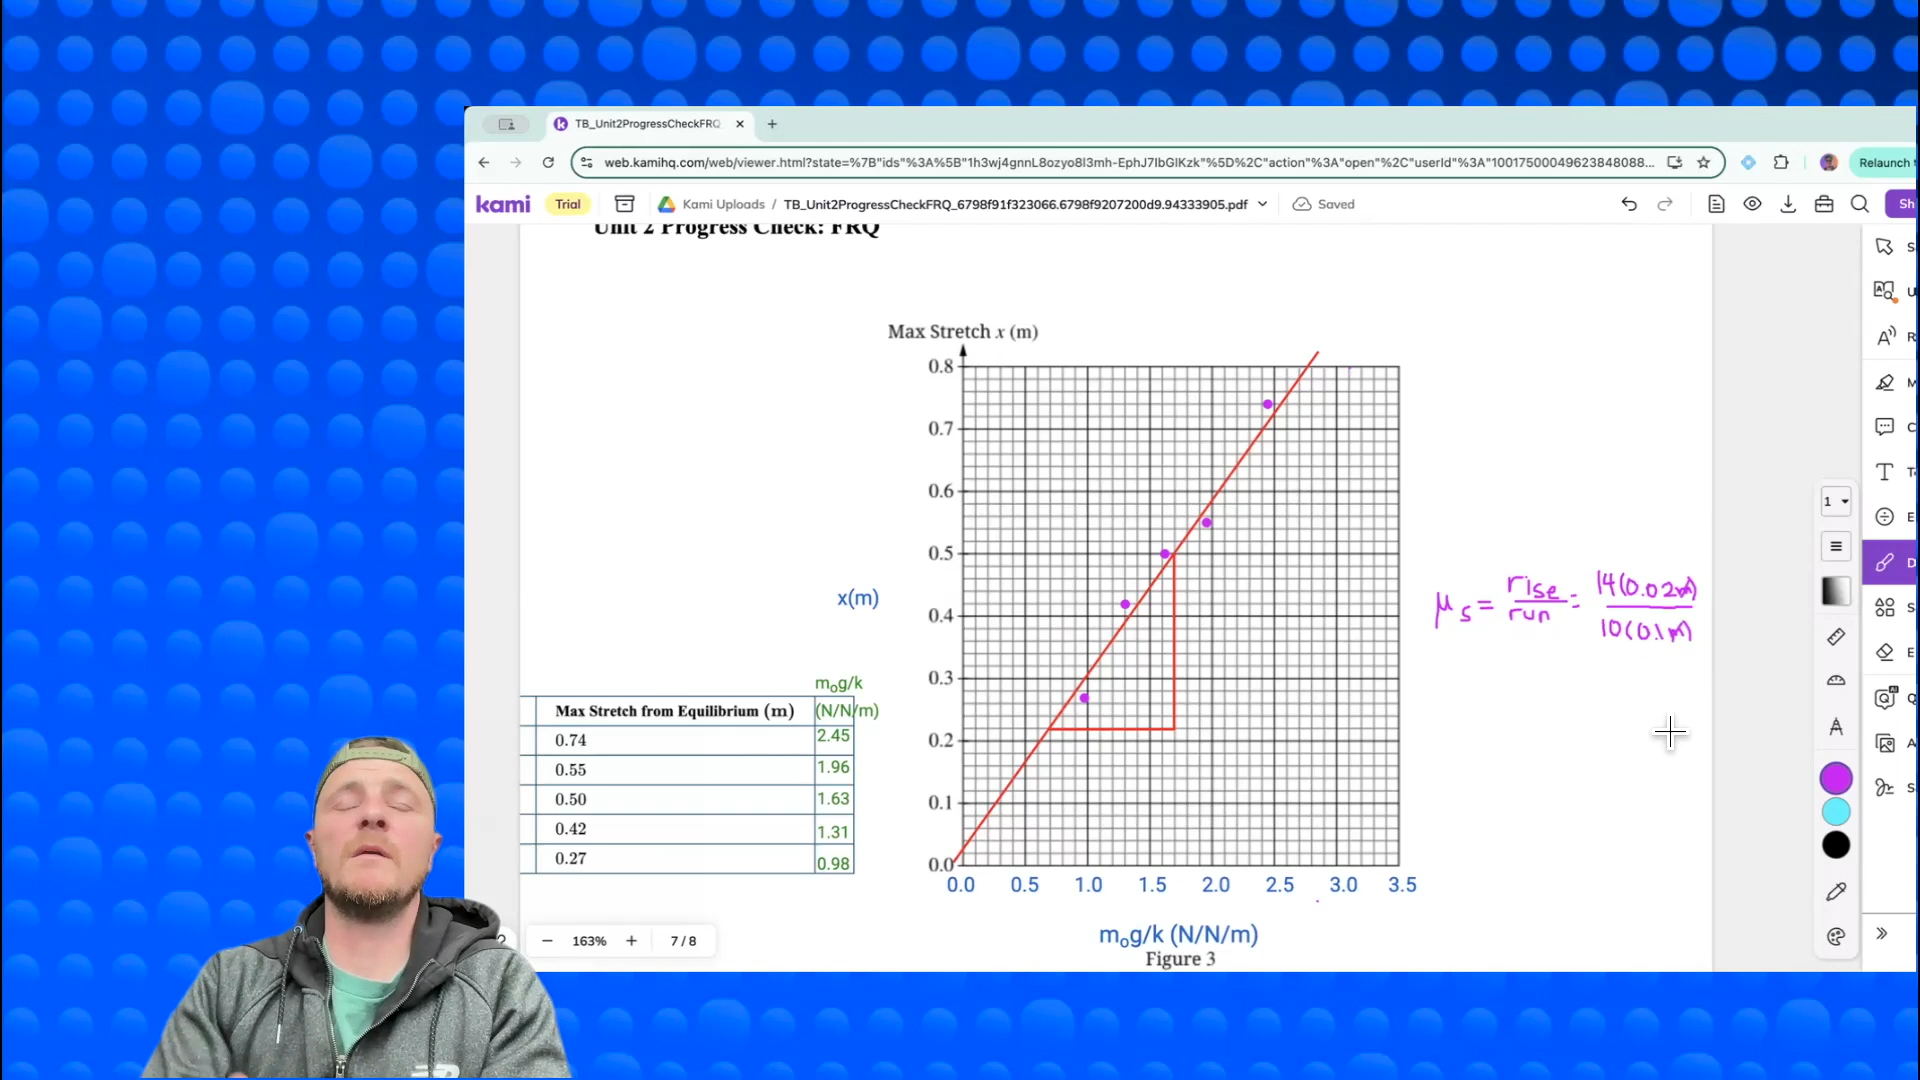 TB_Unit2ProgressCheckFRQ
web.kamihq.com/web/viewer.html?state=%7B"ids"%3A%5B"1h3wj4gnnL8ozyo8l3mh-EphJ7IbGlKzk"%5D%2C"action"%3A"open"%2C"userId"%3A"10017500049623848088...
Relaunch t
kami Trial Kami Uploads / TB_Unit2ProgressCheckFRQ_6798f91f323066.6798f9207200d9.94333905.pdf Saved Sh
Unit 2 Progress Check: FRQ
Max Stretch x (m)
0.8
0.7
0.6
0.5
0.4
0.3
0.2
0.1
0.0
x(m)
0.0 0.5 1.0 1.5 2.0 2.5 3.0 3.5
m₀g/k (N/N/m)
Figure 3
μs = rise/run = 14(0.02m)/10(0.1m)
m₀g/k
Max Stretch from Equilibrium (m) (N/N/m)
0.74 2.45
0.55 1.96
0.50 1.63
0.42 1.31
0.27 0.98
163% 7 / 8
1